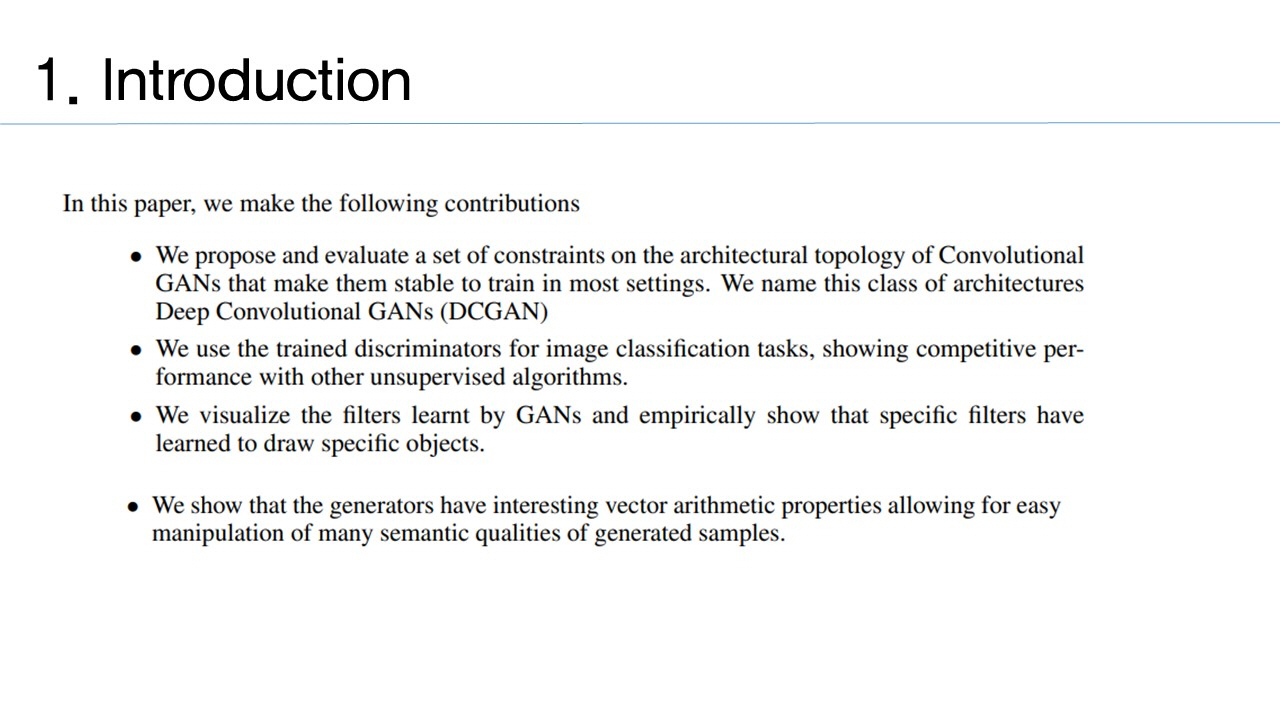 1. Introduction
In this paper, we make the following contributions
• We propose and evaluate a set of constraints on the architectural topology of Convolutional
GANs that make them stable to train in most settings. We name this class of architectures
Deep Convolutional GANs (DCGAN)
• We use the trained discriminators for image classification tasks, showing competitive per-
formance with other unsupervised algorithms.
• We visualize the filters learnt by GANs and empirically show that specific filters have
learned to draw specific objects.
• We show that the generators have interesting vector arithmetic properties allowing for easy
manipulation of many semantic qualities of generated samples.